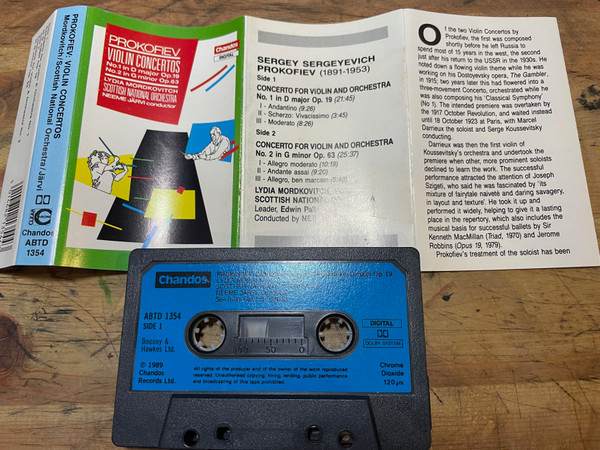 PROKOFIEV: VIOLIN CONCERTOS
Mordkovitch/Scottish National Orchestra/Järvi
Chandos
ABTD
1354
Chandos
DIGITAL
PROKOFIEV
VIOLIN CONCERTOS
No.1 in D major Op.19
No.2 in G minor Op.63
LYDIA MORDKOVITCH
SCOTTISH NATIONAL ORCHESTRA
NEEME JÄRVI conductor
SERGEY SERGEYEVICH
PROKOFIEV (1891-1953)
Side 1
CONCERTO FOR VIOLIN AND ORCHESTRA
No. 1 in D major Op. 19 (21:45)
I - Andantino (9:26)
II - Scherzo: Vivacissimo (3:45)
III - Moderato (8:26)
Side 2
CONCERTO FOR VIOLIN AND ORCHESTRA
No. 2 in G minor Op. 63 (25:37)
I - Allegro moderato (10:19)
II - Andante assai (9:20)
III - Allegro, ben marcato
LYDIA MORDKOVITCH,
SCOTTISH NATIONAL
Leader, Edwin
Conducted by
Of the two Violin Concertos by
Prokofiev, the first was composed
shortly before he left Russia to
spend most of 15 years in the west, the second
just after his return to the USSR in the 1930s. He
noted down a flowing violin theme while he was
working on his Dostoyevsky opera, The Gambler,
in 1915; two years later this had flowered into a
three-movement Concerto, orchestrated while he
was also composing his 'Classical Symphony'
(No 1). The intended premiere was overtaken by
the 1917 October Revolution, and waited instead
until 18 October 1923 at Paris, with Marcel
Darrieux the soloist and Serge Koussevitsky
conducting.
Darrieux was then the first violin of
Koussevitsky's orchestra and undertook the
premiere when other, more prominent soloists
declined to learn the work. The successful
performance attracted the attention of Joseph
Szigeti, who said he was fascinated by 'its
mixture of fairytale naiveté and daring savagery,
in layout and texture'. He took it up and
performed it widely, helping to give it a lasting
place in the repertory, which also includes the
musical basis for successful ballets by Sir
Kenneth MacMillan (Triad, 1970) and Jerome
Robbins (Opus 19, 1979).
Prokofiev's treatment of the soloist has been
Chandos
ABTD 1354
SIDE 1
Boosey &
Hawkes Ltd.
© 1989
Chandos
Records Ltd.
50 0
DIGITAL
DOLBY SYSTEM
Chrome
Dioxide
120 µs
All rights of the producer and of the owner of the work reproduced
reserved. Unauthorised copying, hiring, lending, public performance
and broadcasting of this tape prohibited.